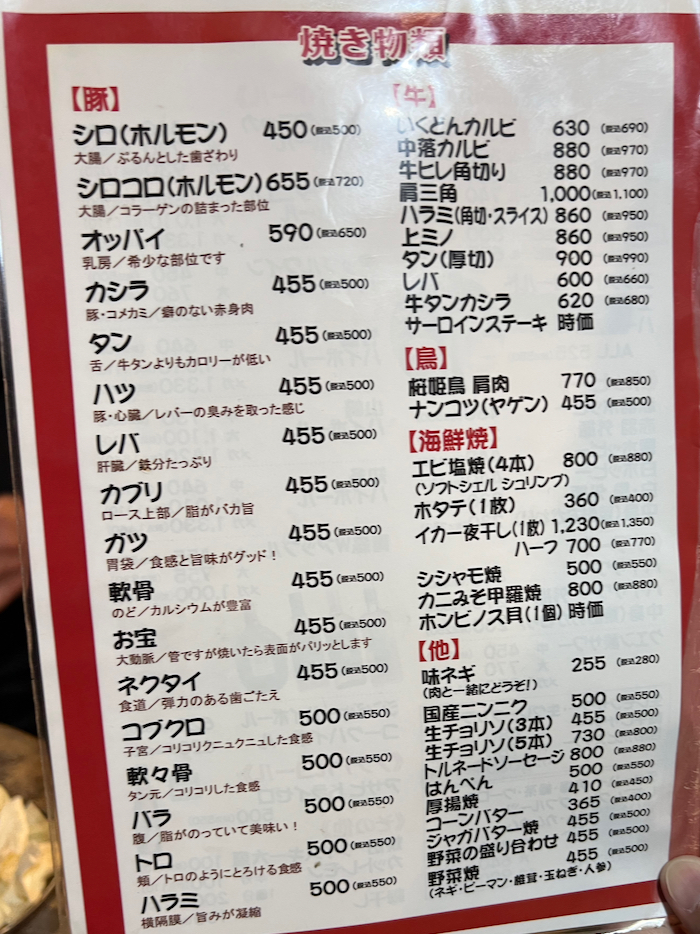 焼き物類
【豚】
シロ(ホルモン) 450(税込500)
大腸/ぷるんとした歯ざわり
シロコロ(ホルモン)655(税込720)
大腸/コラーゲンの詰まった部位
オッパイ 590(税込650)
乳房/希少な部位です
カシラ 455(税込500)
豚・コメカミ/癖のない赤身肉
タン 455(税込500)
舌/牛タンよりもカロリーが低い
ハツ 455(税込500)
豚・心臓/レバーの臭みを取った感じ
レバ 455(税込500)
肝臓/鉄分たっぷり
カブリ 455(税込500)
ロース上部/脂がバカ旨
ガツ 455(税込500)
胃袋/食感と旨味がグッド!
軟骨 455(税込500)
のど/カルシウムが豊富
お宝 455(税込500)
大動脈/管ですが焼いたら表面がパリッとします
ネクタイ 455(税込500)
食道/弾力のある歯ごたえ
コブクロ 500(税込550)
子宮/コリコリクニュクニュした食感
軟々骨 500(税込550)
タン元/コリコリした食感
バラ 500(税込550)
腹/脂がのっていて美味い!
トロ 500(税込550)
頬/トロのようにとろける食感
ハラミ 500(税込550)
横隔膜/旨みが凝縮
【牛】
いくどんカルビ 630(税込690)
中落カルビ 880(税込970)
牛ヒレ角切り 880(税込970)
肩三角 1,000(税込1,100)
ハラミ(角切・スライス) 860(税込950)
上ミノ 860(税込950)
タン(厚切) 900(税込990)
レバ 600(税込660)
牛タンカシラ 620(税込680)
サーロインステーキ 時価
【鳥】
桜姫鳥 肩肉 770(税込850)
ナンコツ(ヤゲン) 455(税込500)
【海鮮焼】
エビ塩焼(4本) 800(税込880)
(ソフトシェル シュリンプ)
ホタテ(1枚) 360(税込400)
イカ一夜干し(1枚) 1,230(税込1,350)
ハーフ 700(税込770)
シシャモ焼 500(税込550)
カニみそ甲羅焼 800(税込880)
ホンビノス貝(1個) 時価
【他】
味ネギ 255(税込280)
(肉と一緒にどうぞ!)
国産ニンニク 500(税込550)
生チョリソ(3本) 455(税込500)
生チョリソ(5本) 730(税込800)
トルネードソーセージ 800(税込880)
はんぺん 500(税込550)
厚揚焼 410(税込450)
コーンバター 365(税込400)
ジャガバター焼 455(税込500)
野菜の盛り合わせ 455(税込500)
野菜焼 455(税込500)
(ネギ・ピーマン・椎茸・玉ねぎ・人参)